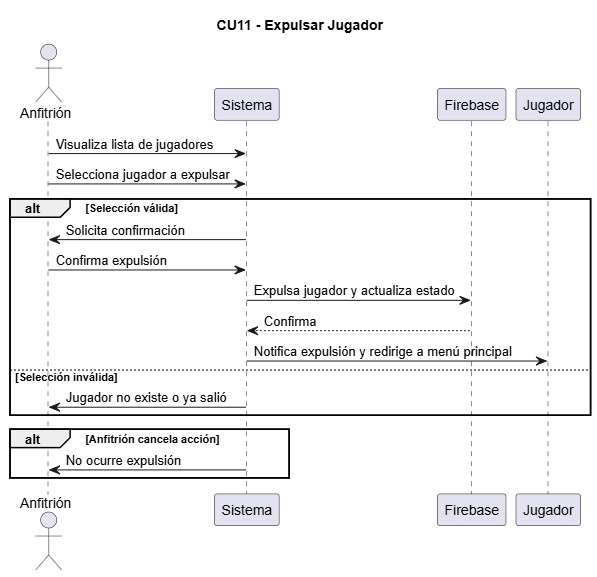 CU11 - Expulsar Jugador
Anfitrión
Sistema
Firebase
Jugador
Visualiza lista de jugadores
Selecciona jugador a expulsar
alt
[Selección válida]
Solicita confirmación
Confirma expulsión
Expulsa jugador y actualiza estado
Confirma
Notifica expulsión y redirige a menú principal
[Selección inválida]
Jugador no existe o ya salió
alt
[Anfitrión cancela acción]
No ocurre expulsión
Anfitrión
Sistema
Firebase
Jugador